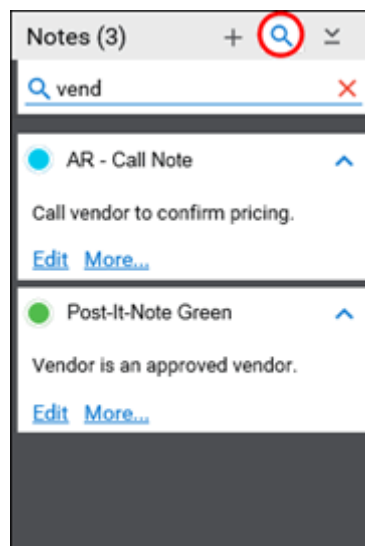 Notes (3)
vend
AR - Call Note
Call vendor to confirm pricing.
Edit More...
Post-It-Note Green
Vendor is an approved vendor.
Edit More...